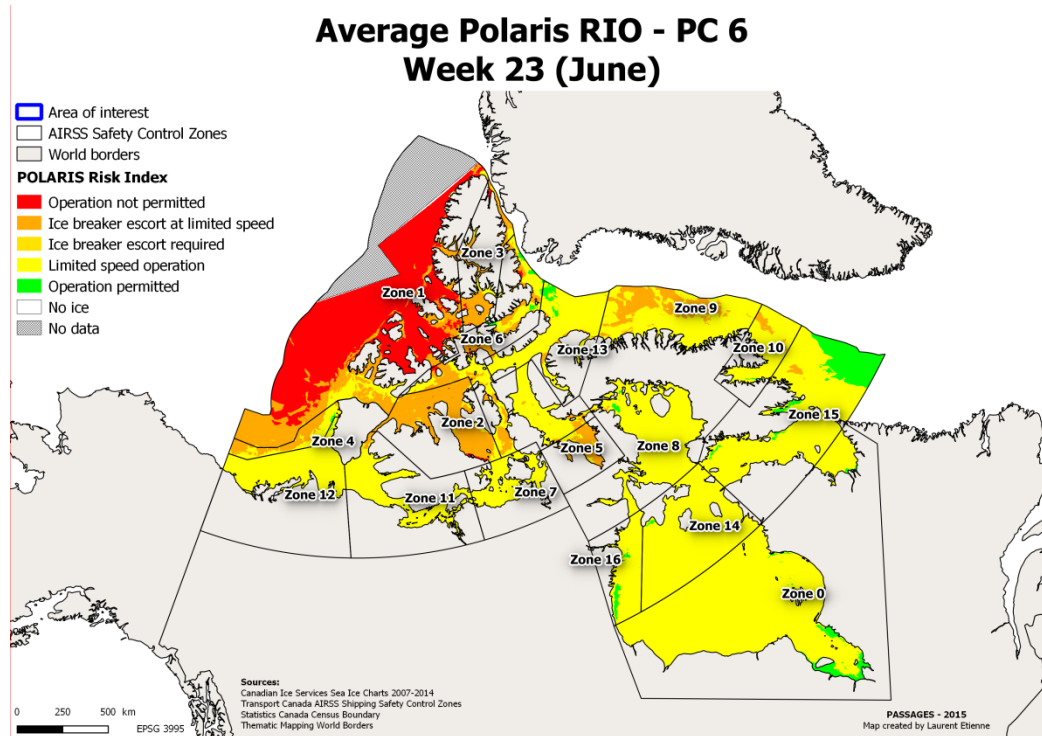 Average Polaris RIO - PC 6
Week 23 (June)
Area of interest
AIRSS Safety Control Zones
World borders
POLARIS Risk Index
Operation not permitted
Ice breaker escort at limited speed
Ice breaker escort required
Limited speed operation
Operation permitted
No ice
No data
Zone 3
Zone 1
Zone 9
Zone 6
Zone 13
Zone 10
Zone 2
Zone 15
Zone 4
Zone 5
Zone 8
Zone 12
Zone 11
Zone 7
Zone 14
Zone 16
Zone 0
Sources:
Canadian Ice Services Sea Ice Charts 2007-2014
Transport Canada AIRSS Shipping Safety Control Zones
Statistics Canada Census Boundary
Thematic Mapping World Borders
0 250 500 km
EPSG 3995
PASSAGES - 2015
Map created by Laurent Etienne